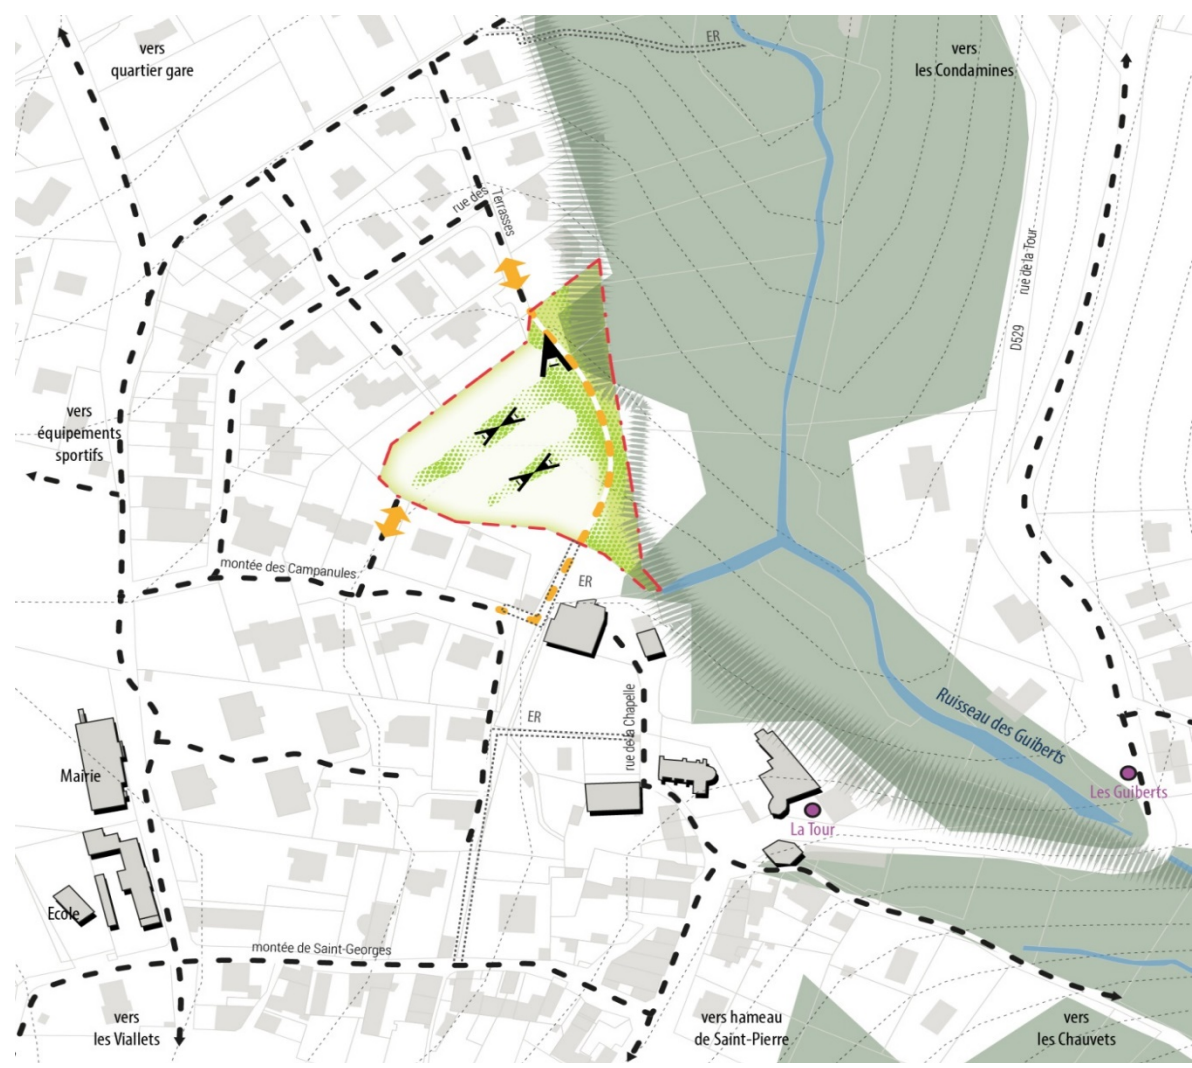 vers
quartier gare
ER
vers
les Condamines
rue des
Terrasses
rue de la Tour
D529
vers
équipements
sportifs
montée des Campanules
ER
Ruisseau des Guiberts
rue de la Chapelle
ER
Mairie
Les Guiberts
La Tour
Ecole
montée de Saint-Georges
vers
les Viallets
vers hameau
de Saint-Pierre
vers
les Chauvets